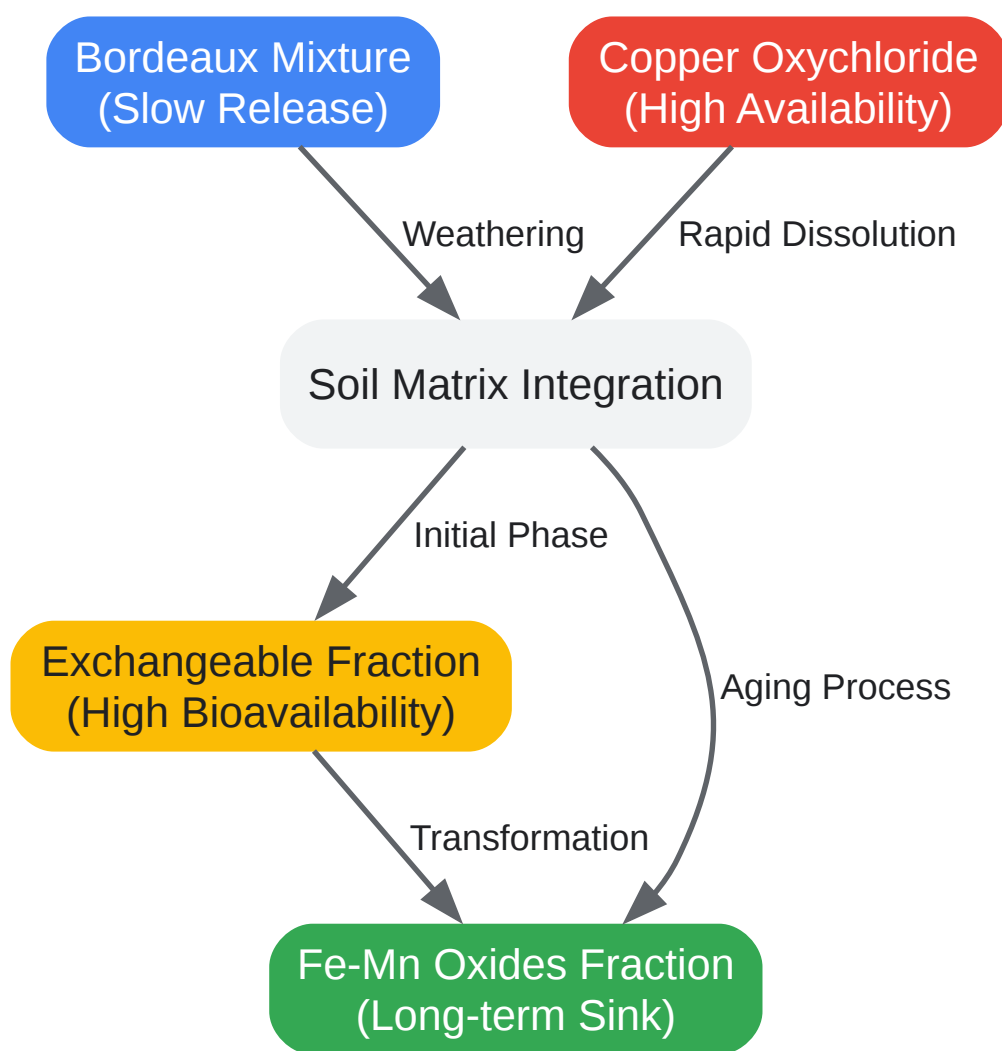 Bordeaux Mixture
(Slow Release)
Copper Oxychloride
(High Availability)
Weathering
Rapid Dissolution
Soil Matrix Integration
Initial Phase
Exchangeable Fraction
(High Bioavailability)
Aging Process
Transformation
Fe-Mn Oxides Fraction
(Long-term Sink)